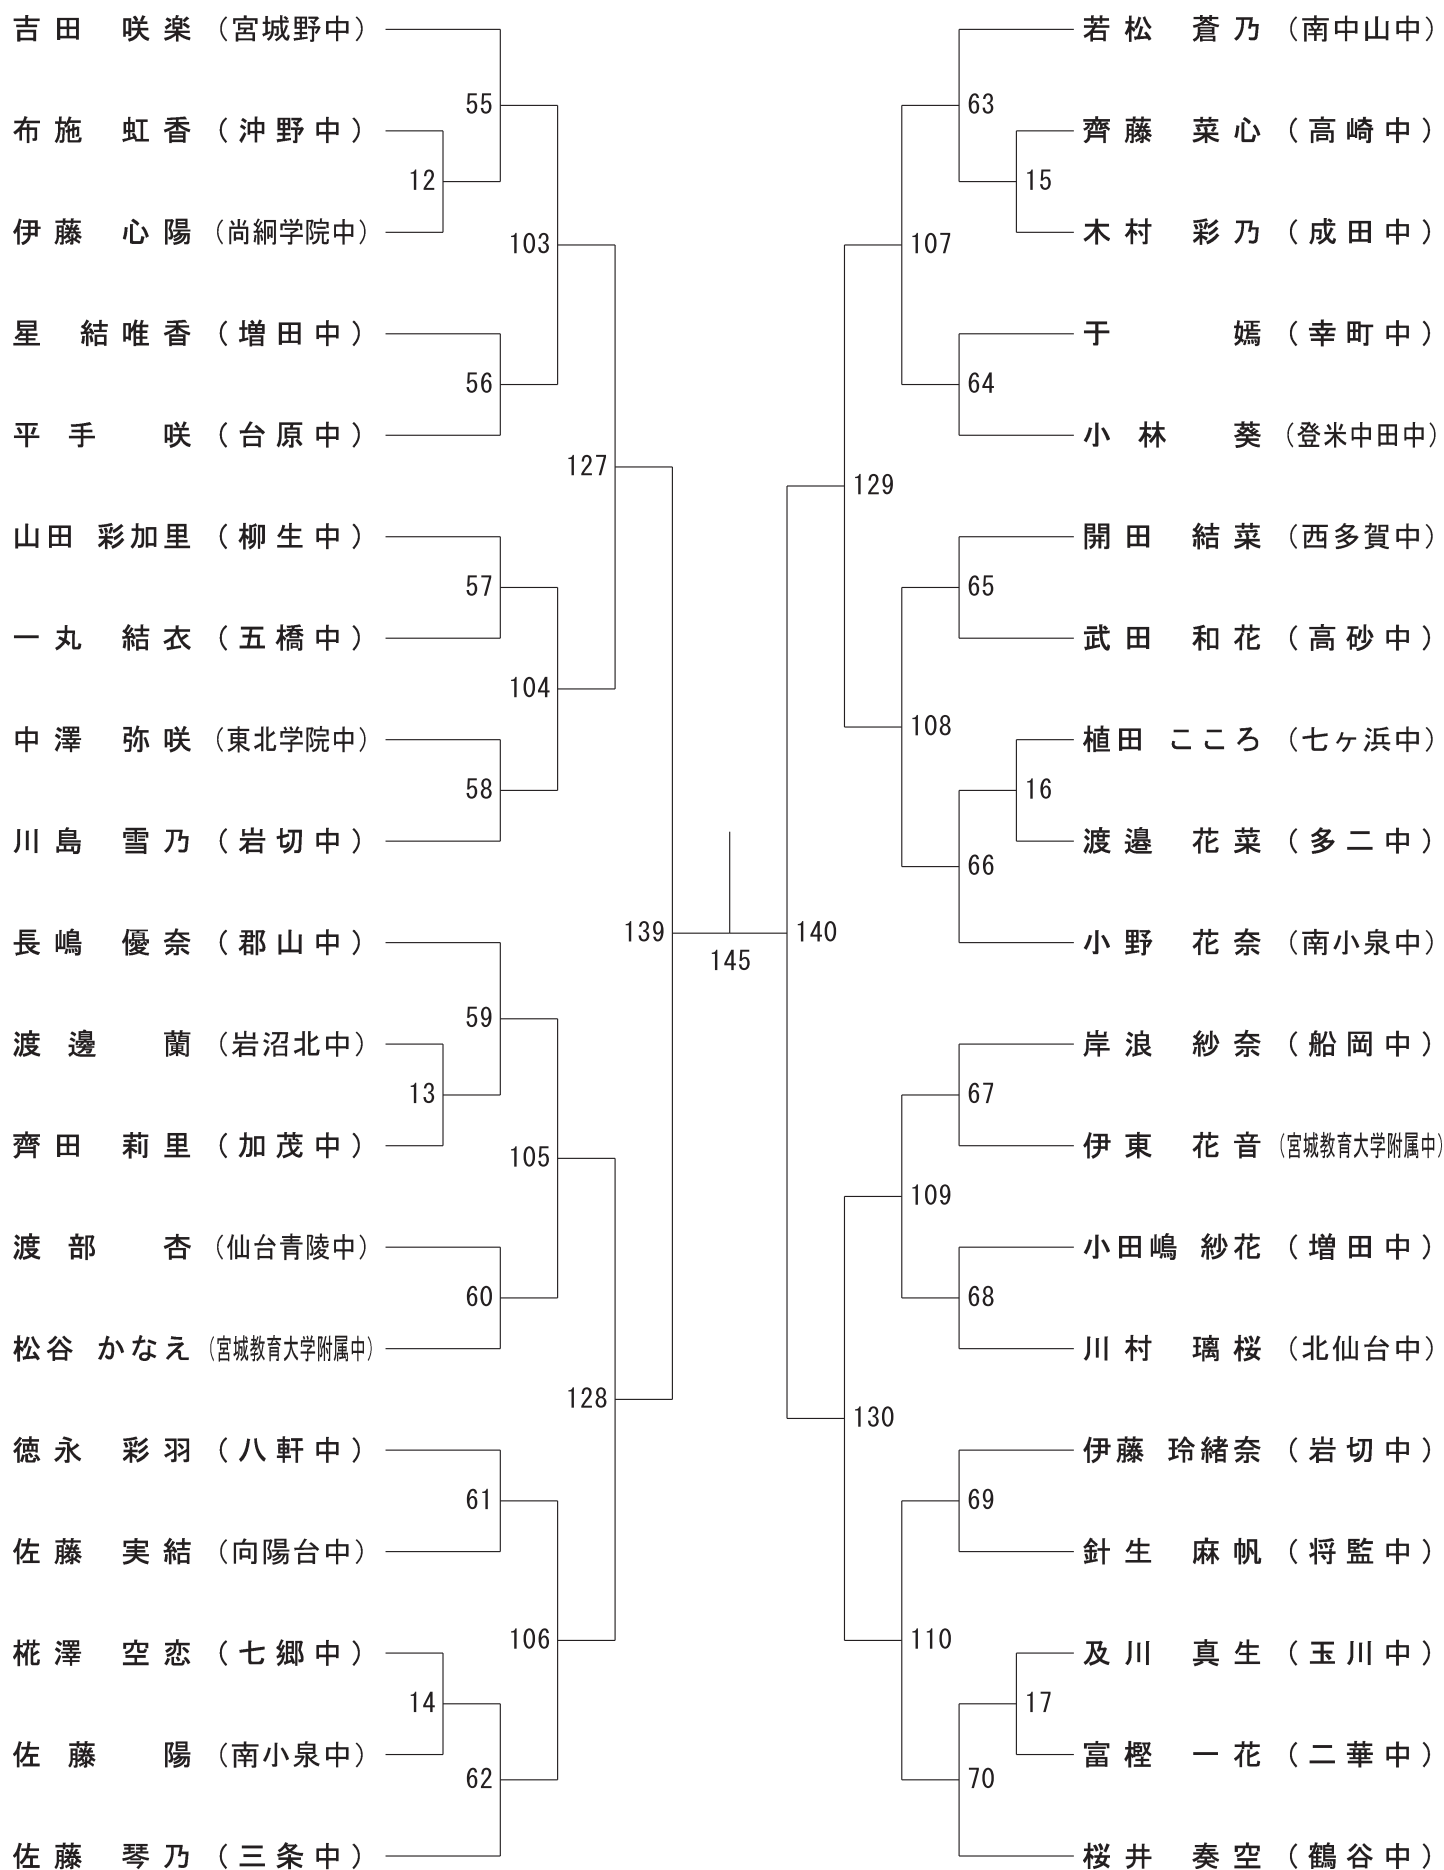 吉田 咲楽 (宮城野中)
55
布施 虹香 (沖野中)
12
伊藤 心陽 (尚絅学院中)
103
星 結唯香 (増田中)
56
平手 咲 (台原中)
127
山田 彩加里 (柳生中)
57
一丸 結衣 (五橋中)
104
中澤 弥咲 (東北学院中)
58
川島 雪乃 (岩切中)
139
長嶋 優奈 (郡山中)
59
渡邊 蘭 (岩沼北中)
13
齊田 莉里 (加茂中)
105
渡部 杏 (仙台青陵中)
60
松谷 かなえ (宮城教育大学附属中)
128
徳永 彩羽 (八軒中)
61
佐藤 実結 (向陽台中)
106
椛澤 空恋 (七郷中)
14
佐藤 陽 (南小泉中)
62
佐藤 琴乃 (三条中)
145
若松 蒼乃 (南中山中)
63
齊藤 菜心 (高崎中)
15
木村 彩乃 (成田中)
107
于 嫣 (幸町中)
64
小林 葵 (登米中田中)
129
開田 結菜 (西多賀中)
65
武田 和花 (高砂中)
108
植田 こころ (七ヶ浜中)
16
渡邉 花菜 (多二中)
66
小野 花奈 (南小泉中)
140
岸浪 紗奈 (船岡中)
67
伊東 花音 (宮城教育大学附属中)
109
小田嶋 紗花 (増田中)
68
川村 璃桜 (北仙台中)
130
伊藤 玲緒奈 (岩切中)
69
針生 麻帆 (将監中)
110
及川 真生 (玉川中)
17
富樫 一花 (二華中)
70
桜井 奏空 (鶴谷中)